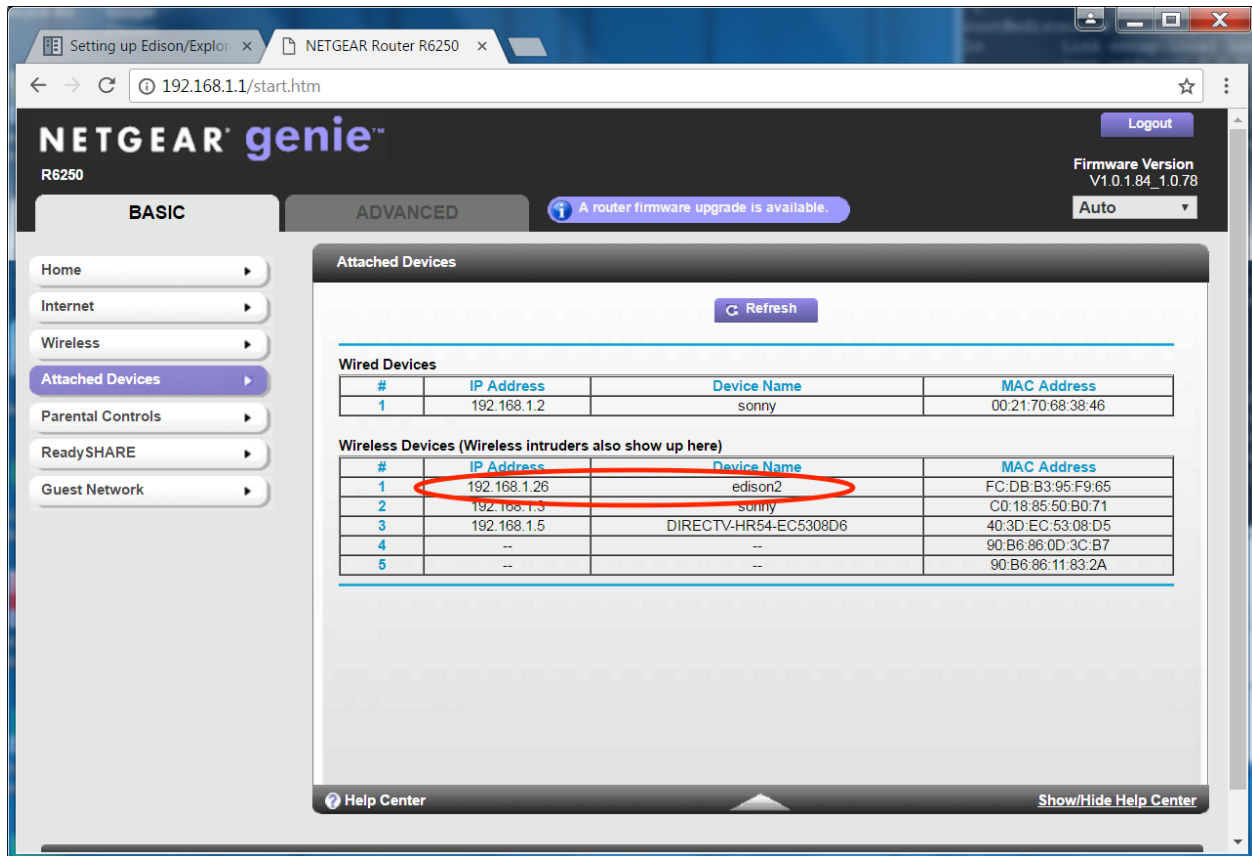 Setting up Edison/Explor
NETGEAR Router R6250
192.168.1.1/start.htm
NETGEAR® genie™
Logout
R6250
Firmware Version
V1.0.1.84_1.0.78
BASIC
ADVANCED
A router firmware upgrade is available.
Auto
Home
Internet
Wireless
Attached Devices
Parental Controls
ReadySHARE
Guest Network
Attached Devices
Refresh
Wired Devices
# IP Address Device Name MAC Address
1 192.168.1.2 sonny 00:21:70:68:38:46
Wireless Devices (Wireless intruders also show up here)
# IP Address Device Name MAC Address
1 192.168.1.26 edison2 FC:DB:B3:95:F9:65
2 192.168.1.3 sonny C0:18:85:50:B0:71
3 192.168.1.5 DIRECTV-HR54-EC5308D6 40:3D:EC:53:08:D5
4 -- -- 90:B6:86:0D:3C:B7
5 -- -- 90:B6:86:11:83:2A
Help Center
Show/Hide Help Center